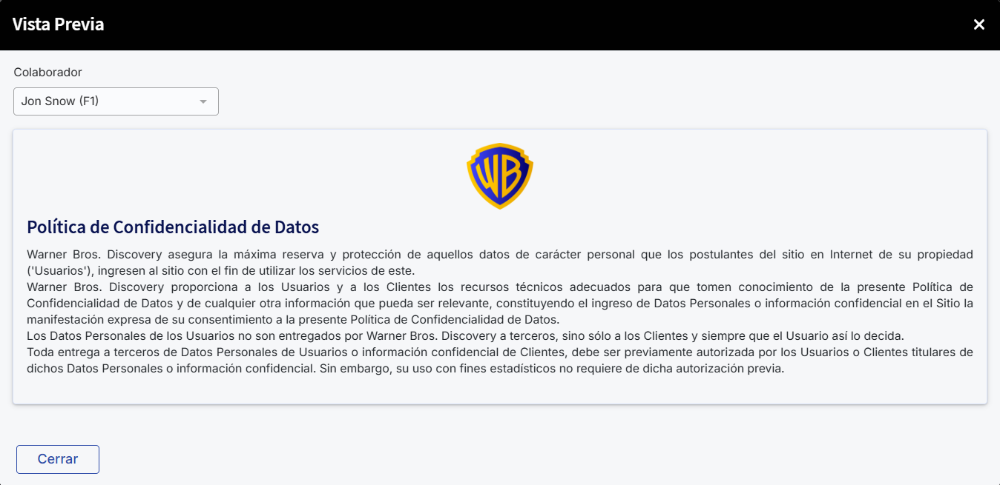 Vista Previa
Colaborador
Jon Snow (F1)
WB
Política de Confidencialidad de Datos
Warner Bros. Discovery asegura la máxima reserva y protección de aquellos datos de carácter personal que los postulantes del sitio en Internet de su propiedad
('Usuarios'), ingresen al sitio con el fin de utilizar los servicios de este.
Warner Bros. Discovery proporciona a los Usuarios y a los Clientes los recursos técnicos adecuados para que tomen conocimiento de la presente Política de
Confidencialidad de Datos y de cualquier otra información que pueda ser relevante, constituyendo el ingreso de Datos Personales o información confidencial en el Sitio la
manifestación expresa de su consentimiento a la presente Política de Confidencialidad de Datos.
Los Datos Personales de los Usuarios no son entregados por Warner Bros. Discovery a terceros, sino sólo a los Clientes y siempre que el Usuario así lo decida.
Toda entrega a terceros de Datos Personales de Usuarios o información confidencial de Clientes, debe ser previamente autorizada por los Usuarios o Clientes titulares de
dichos Datos Personales o información confidencial. Sin embargo, su uso con fines estadísticos no requiere de dicha autorización previa.
Cerrar